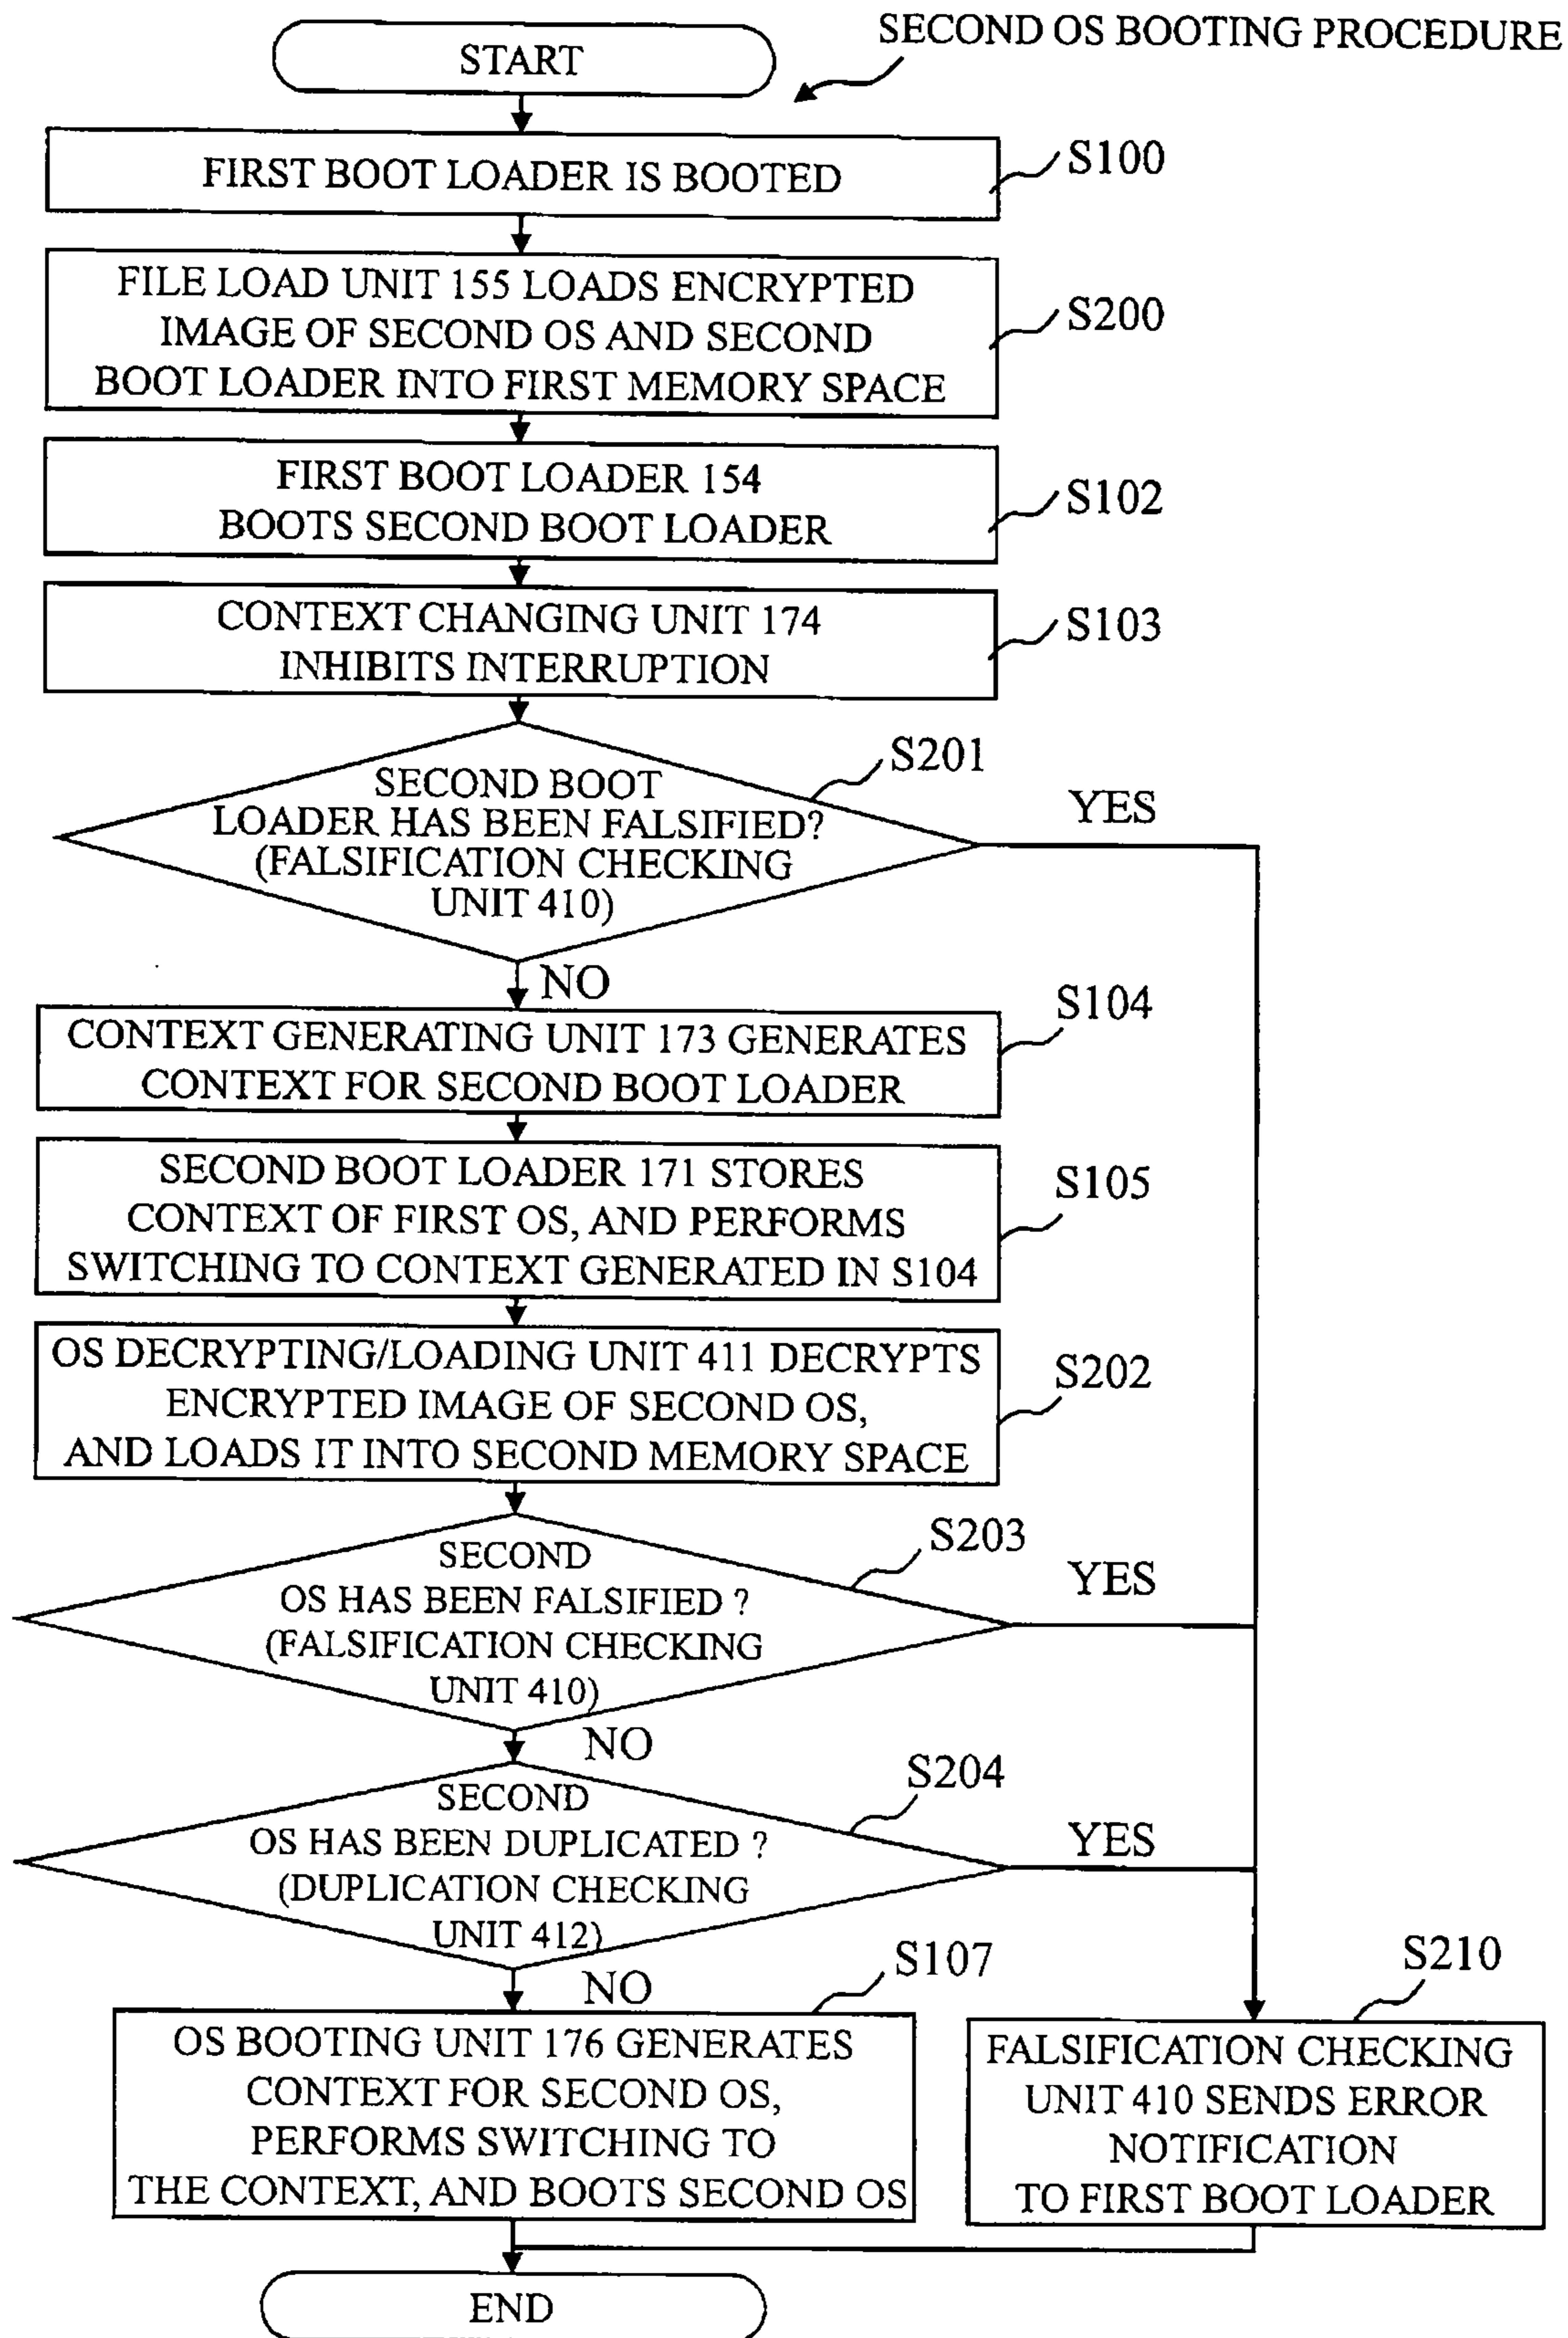 SECOND OS BOOTING PROCEDURE
START
FIRST BOOT LOADER IS BOOTED
S100
FILE LOAD UNIT 155 LOADS ENCRYPTED
IMAGE OF SECOND OS AND SECOND
BOOT LOADER INTO FIRST MEMORY SPACE
S200
FIRST BOOT LOADER 154
BOOTS SECOND BOOT LOADER
S102
CONTEXT CHANGING UNIT 174
INHIBITS INTERRUPTION
S103
S201
SECOND BOOT
LOADER HAS BEEN FALSIFIED?
(FALSIFICATION CHECKING
UNIT 410)
YES
NO
CONTEXT GENERATING UNIT 173 GENERATES
CONTEXT FOR SECOND BOOT LOADER
S104
SECOND BOOT LOADER 171 STORES
CONTEXT OF FIRST OS, AND PERFORMS
SWITCHING TO CONTEXT GENERATED IN S104
S105
OS DECRYPTING/LOADING UNIT 411 DECRYPTS
ENCRYPTED IMAGE OF SECOND OS,
AND LOADS IT INTO SECOND MEMORY SPACE
S202
S203
SECOND
OS HAS BEEN FALSIFIED ?
(FALSIFICATION CHECKING
UNIT 410)
YES
NO
S204
SECOND
OS HAS BEEN DUPLICATED ?
(DUPLICATION CHECKING
UNIT 412)
YES
NO
S107
OS BOOTING UNIT 176 GENERATES
CONTEXT FOR SECOND OS,
PERFORMS SWITCHING TO
THE CONTEXT, AND BOOTS SECOND OS
S210
FALSIFICATION CHECKING
UNIT 410 SENDS ERROR
NOTIFICATION
TO FIRST BOOT LOADER
END